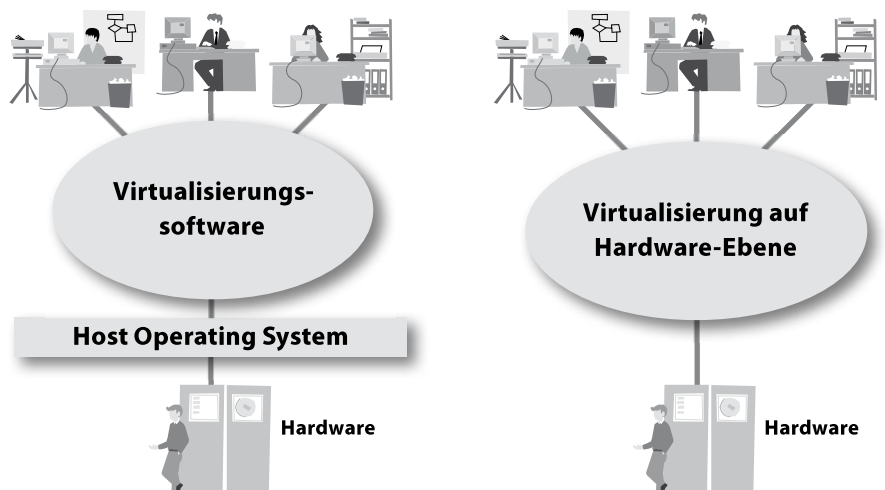 Virtualisierungs-
software
Host Operating System
Hardware
Virtualisierung auf
Hardware-Ebene
Hardware